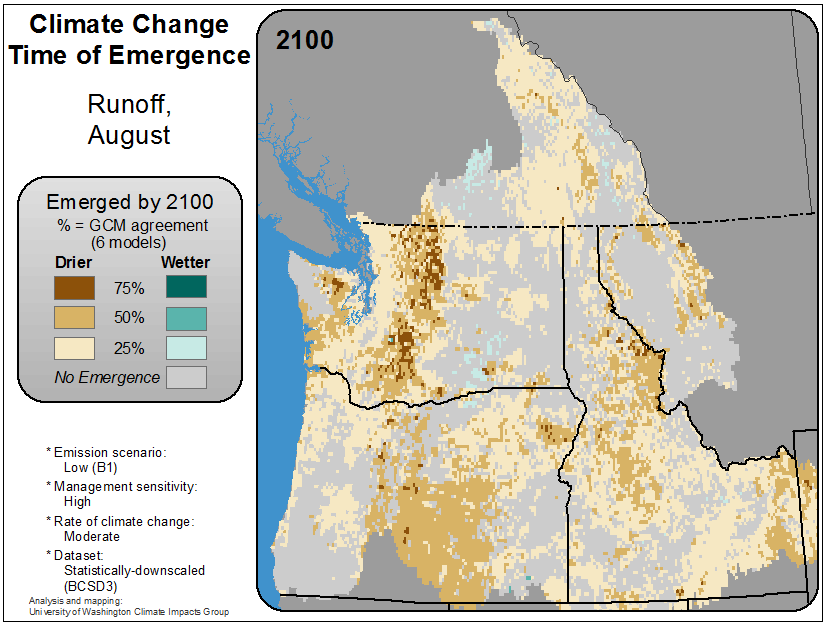 Climate Change
Time of Emergence
Runoff,
August
Emerged by 2100
% = GCM agreement
(6 models)
Drier Wetter
75%
50%
25%
No Emergence
* Emission scenario:
Low (B1)
* Management sensitivity:
High
* Rate of climate change:
Moderate
* Dataset:
Statistically-downscaled
(BCSD3)
Analysis and mapping:
University of Washington Climate Impacts Group
2100